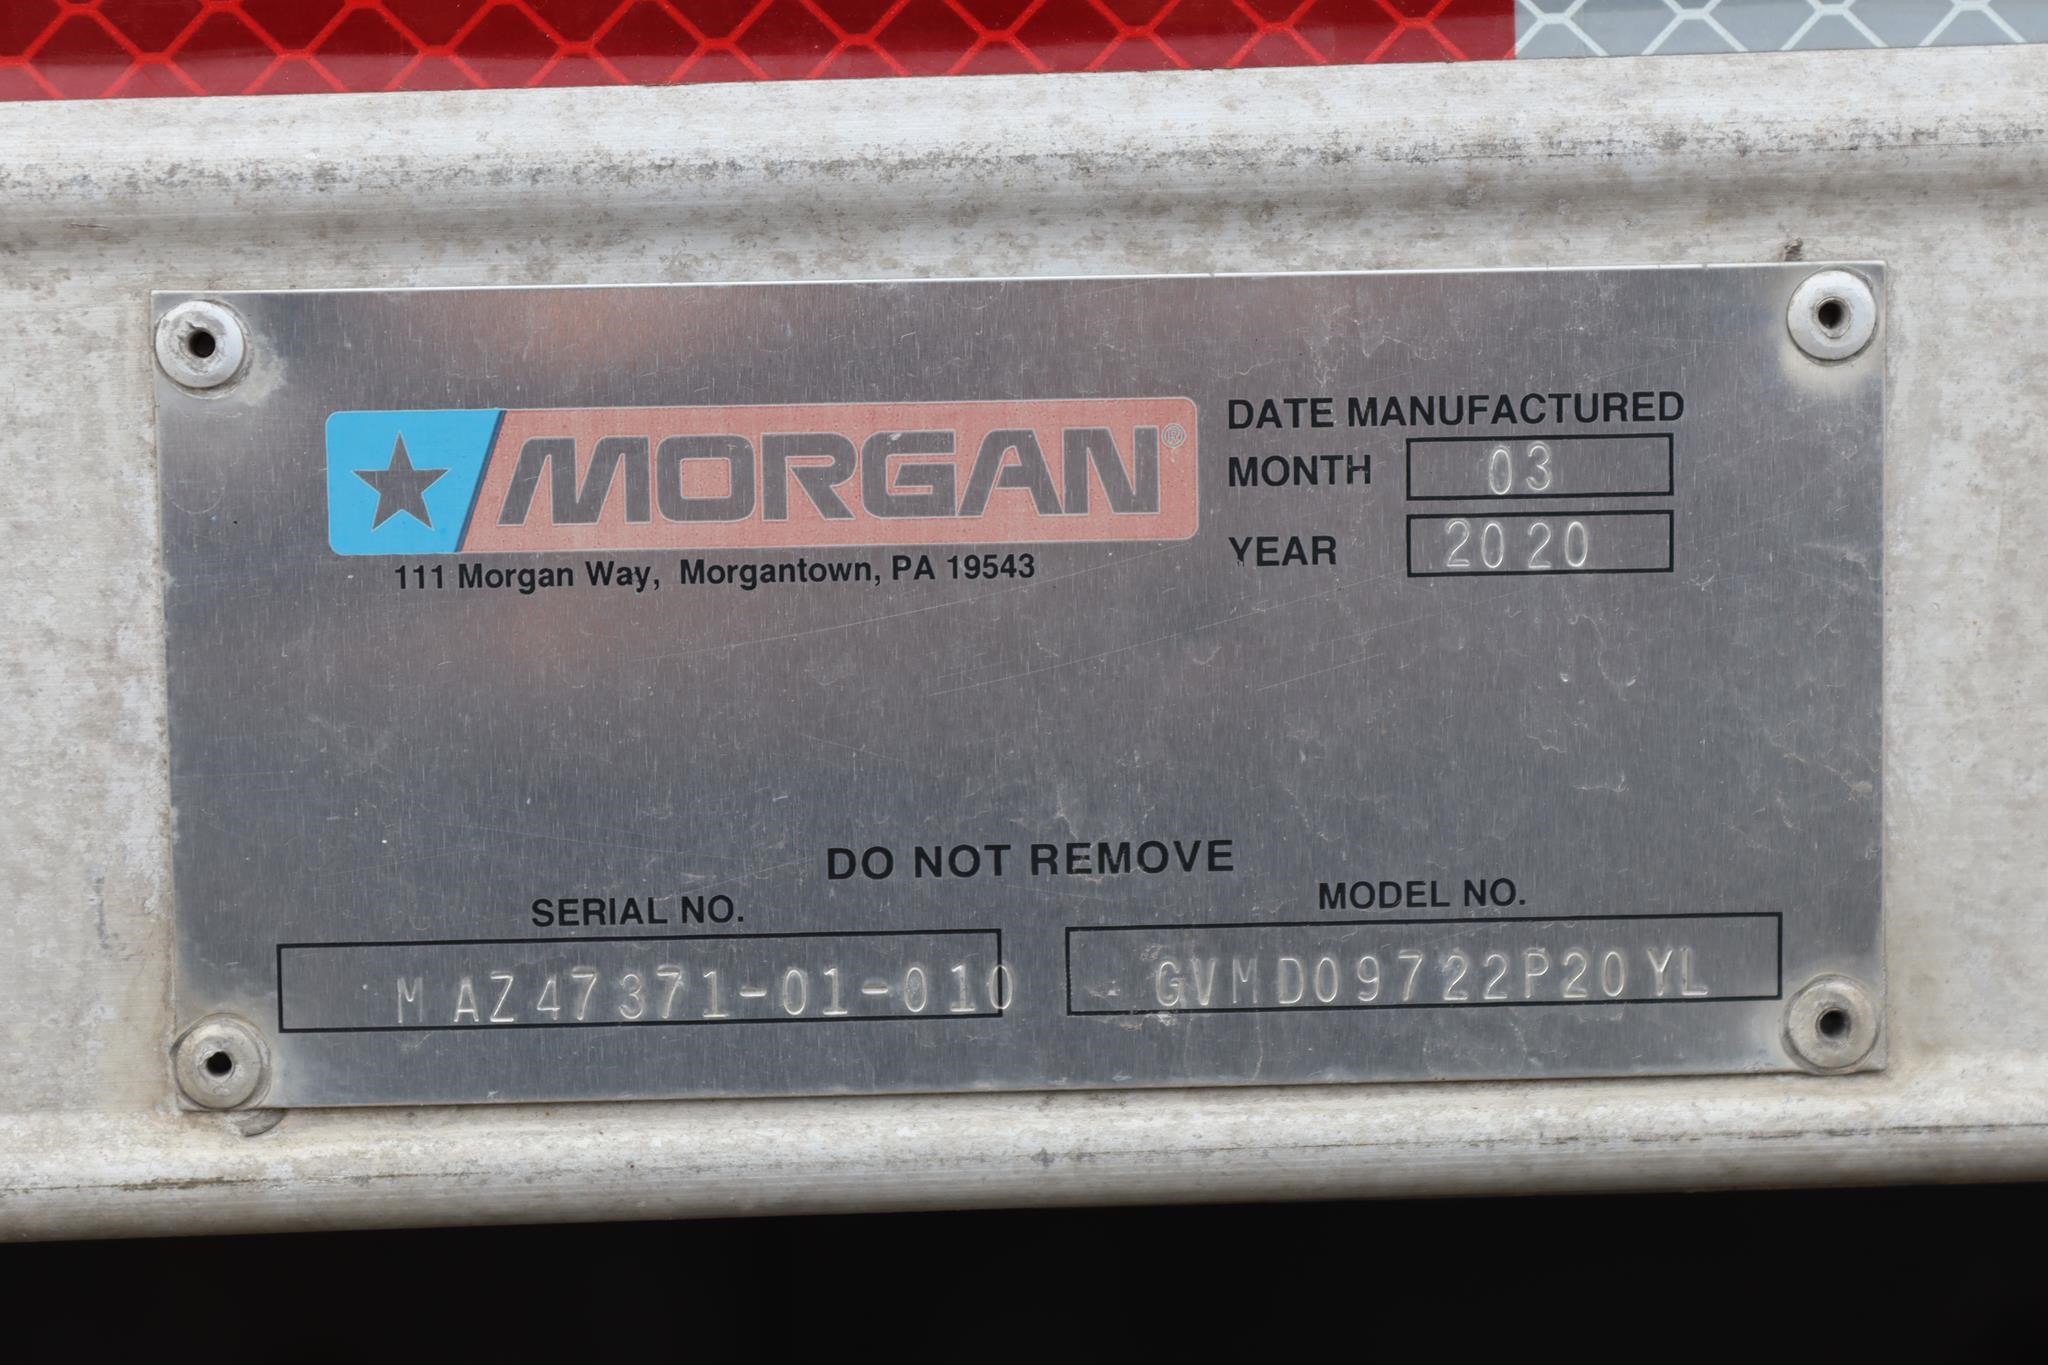 MORGAN®
111 Morgan Way, Morgantown, PA 19543
DATE MANUFACTURED
MONTH 03
YEAR 2020
DO NOT REMOVE
SERIAL NO.
MAZ47371-01-010
MODEL NO.
GVMD09722P20YL